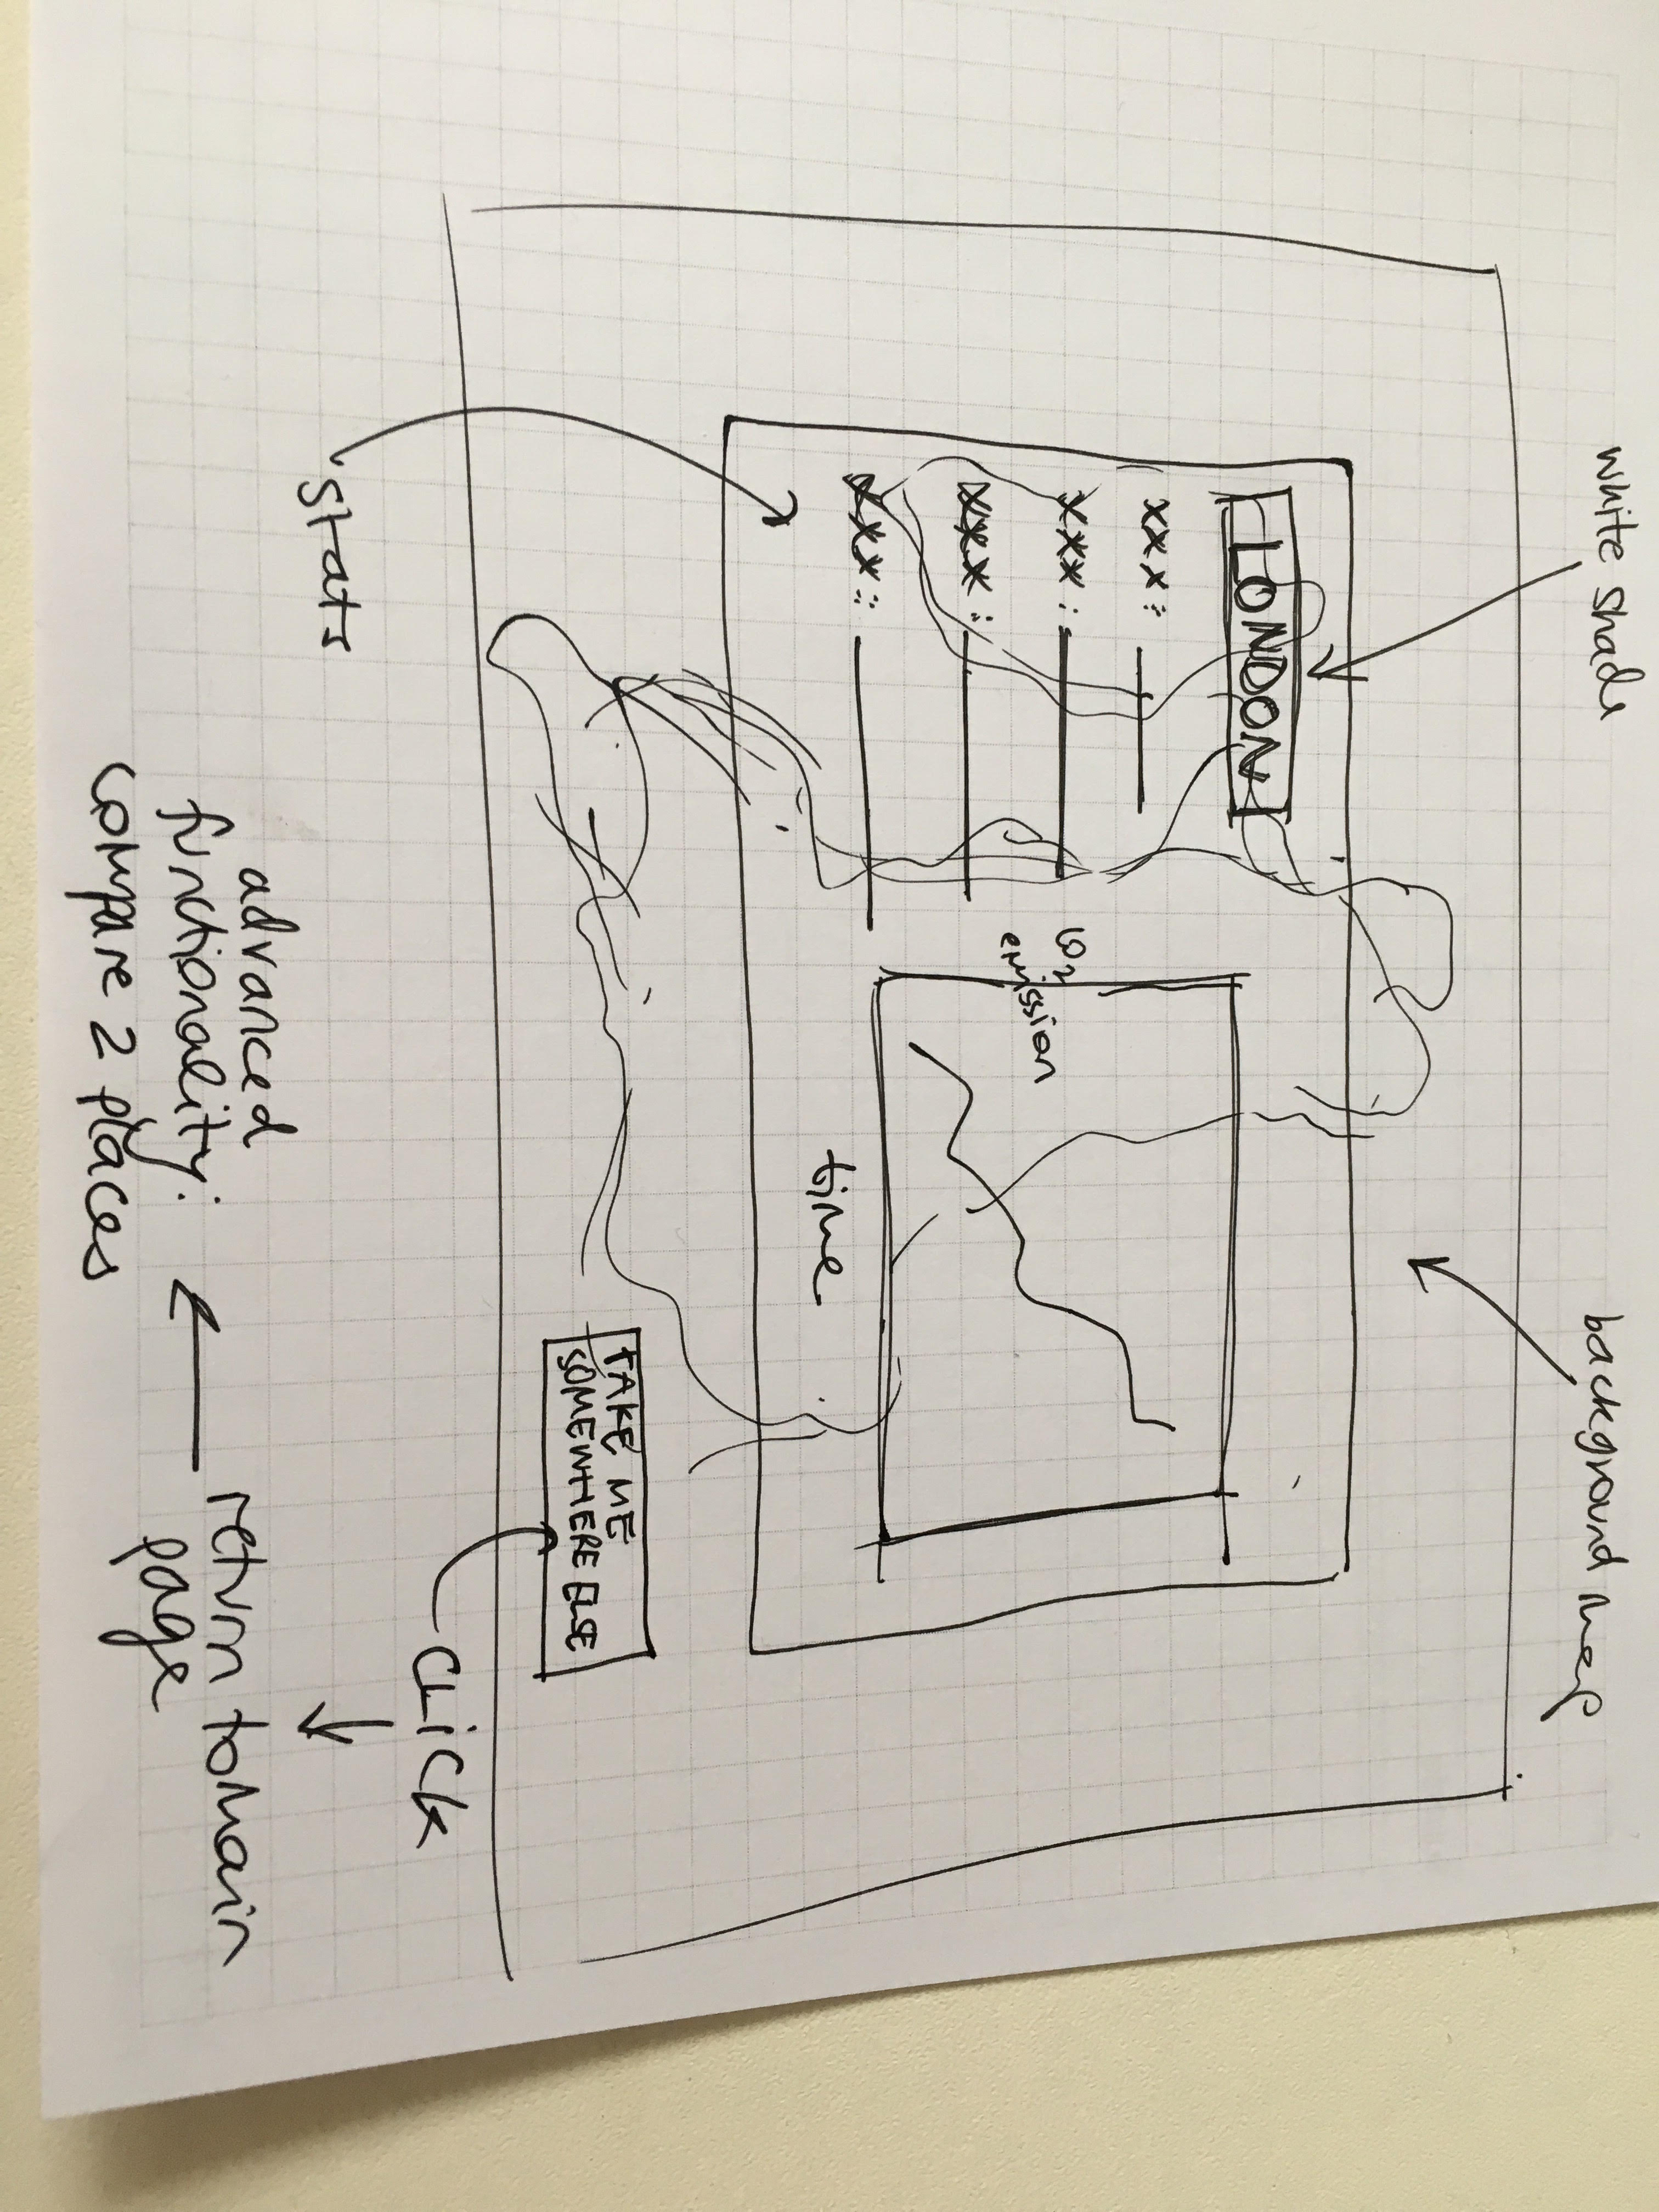 white shade
background map
LONDON
xxx:
xxx:
xxx:
xxx:
CO2
emission
time
TAKE ME
SOMEWHERE ELSE
stats
CLICK
advanced
functionality:
compare 2 places
return to main
page